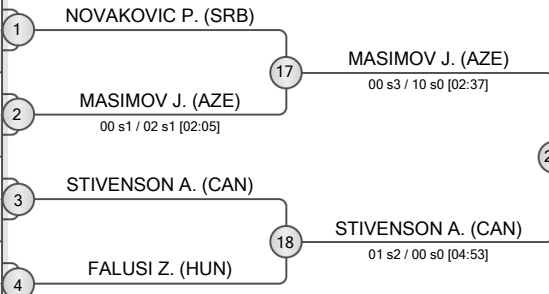 NOVAKOVIC P. (SRB)
1
17
MASIMOV J. (AZE)
00 s3 / 10 s0 [02:37]
MASIMOV J. (AZE)
2
00 s1 / 02 s1 [02:05]
STIVENSON A. (CAN)
3
18
STIVENSON A. (CAN)
01 s2 / 00 s0 [04:53]
FALUSI Z. (HUN)
4